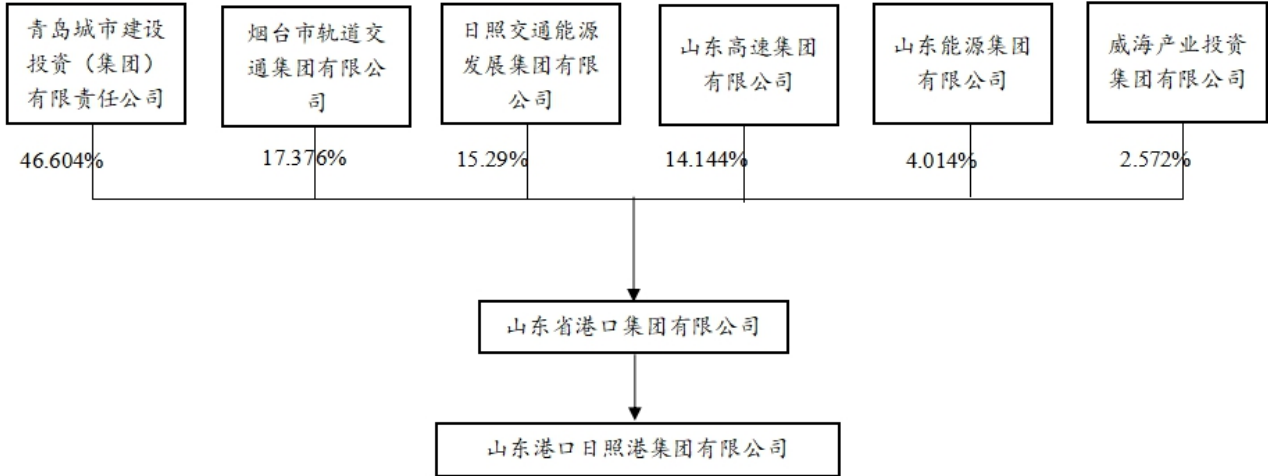 青岛城市建设
投资（集团）
有限责任公司
烟台市轨道交
通集团有限公
司
日照交通能源
发展集团有限
公司
山东高速集团
有限公司
山东能源集团
有限公司
威海产业投资
集团有限公司
46.604%
17.376%
15.29%
14.144%
4.014%
2.572%
山东省港口集团有限公司
山东港口日照港集团有限公司